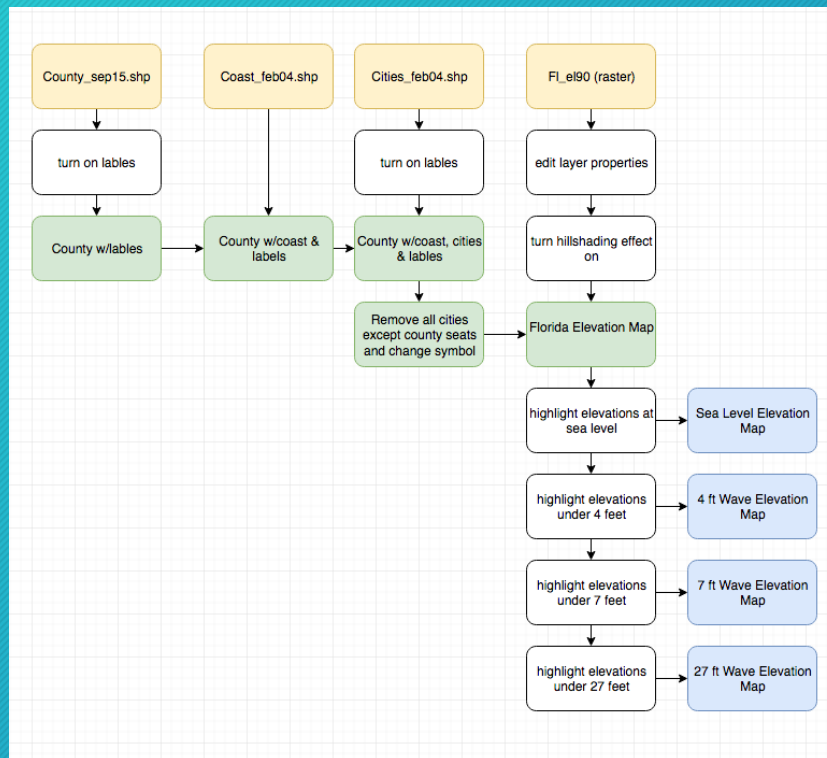 County_sep15.shp
Coast_feb04.shp
Cities_feb04.shp
Fl_el90 (raster)
turn on lables
turn on lables
edit layer properties
County w/lables
County w/coast &
labels
County w/coast, cities
& lables
turn hillshading effect
on
Remove all cities
except county seats
and change symbol
Florida Elevation Map
highlight elevations at
sea level
Sea Level Elevation
Map
highlight elevations
under 4 feet
4 ft Wave Elevation
Map
highlight elevations
under 7 feet
7 ft Wave Elevation
Map
highlight elevations
under 27 feet
27 ft Wave Elevation
Map